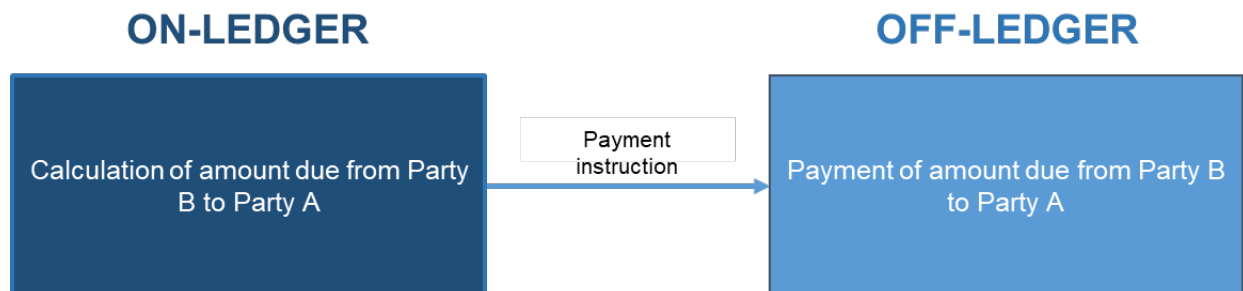 ON-LEDGER
OFF-LEDGER
Calculation of amount due from Party
B to Party A
Payment
instruction
Payment of amount due from Party B
to Party A